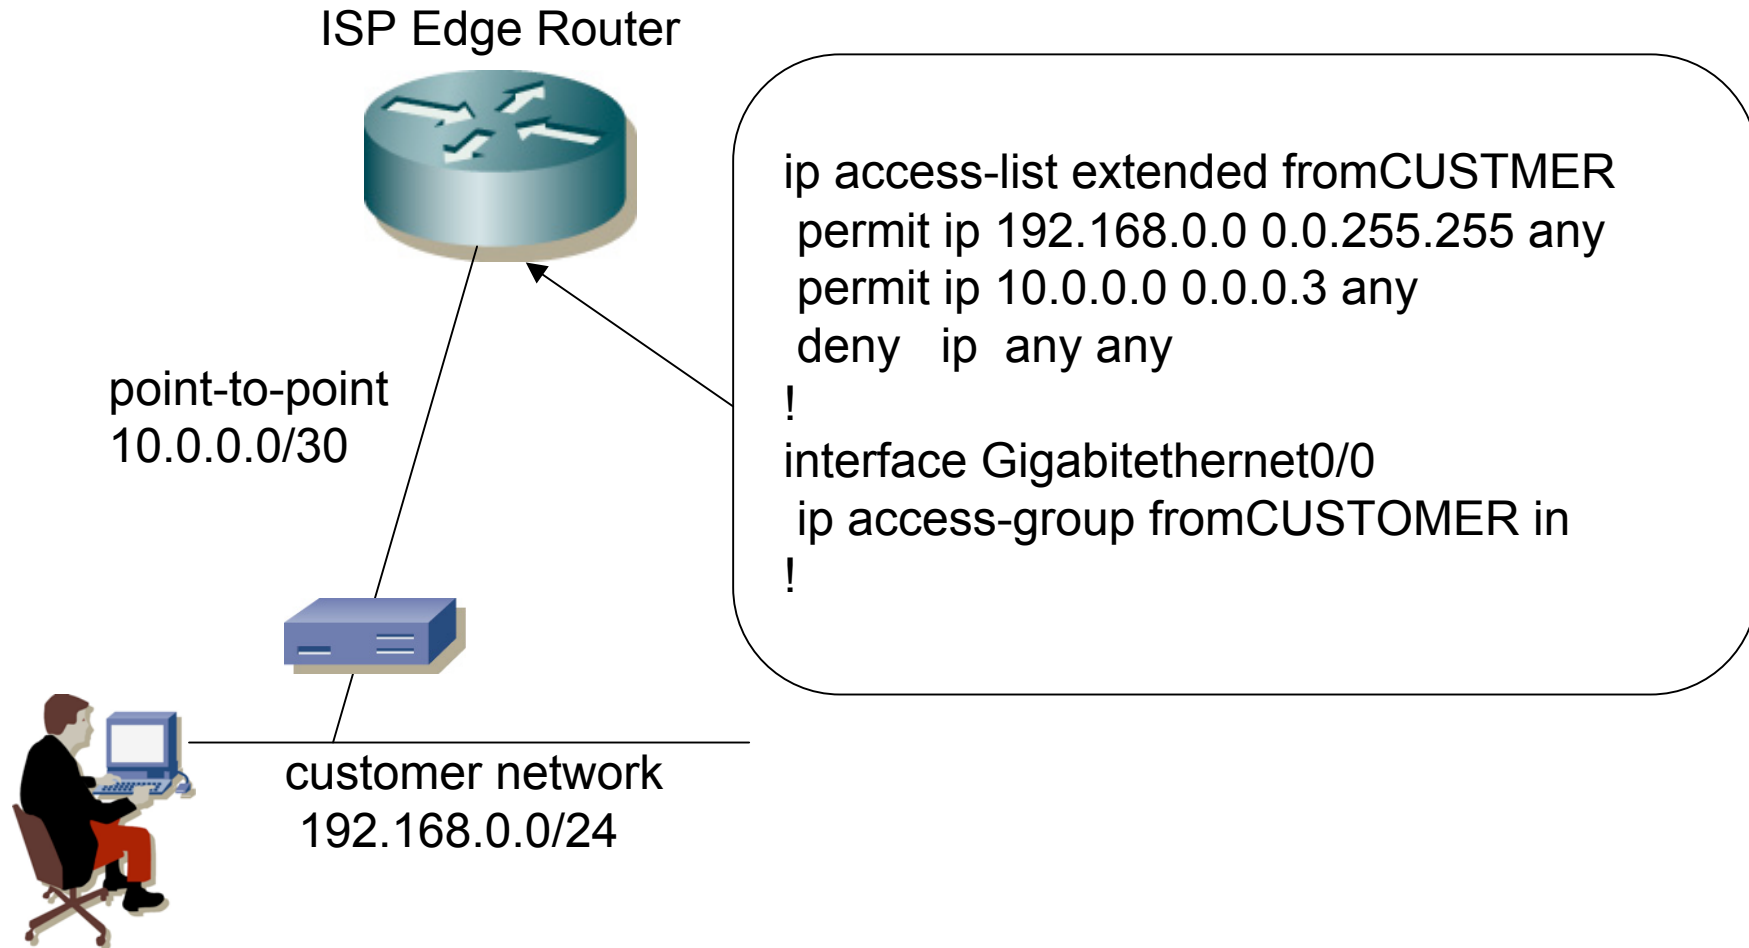 ISP Edge Router
ip access-list extended fromCUSTMER
permit ip 192.168.0.0 0.0.255.255 any
permit ip 10.0.0.0 0.0.0.3 any
deny ip any any
!
interface Gigabitethernet0/0
ip access-group fromCUSTOMER in
!
point-to-point
10.0.0.0/30
customer network
192.168.0.0/24